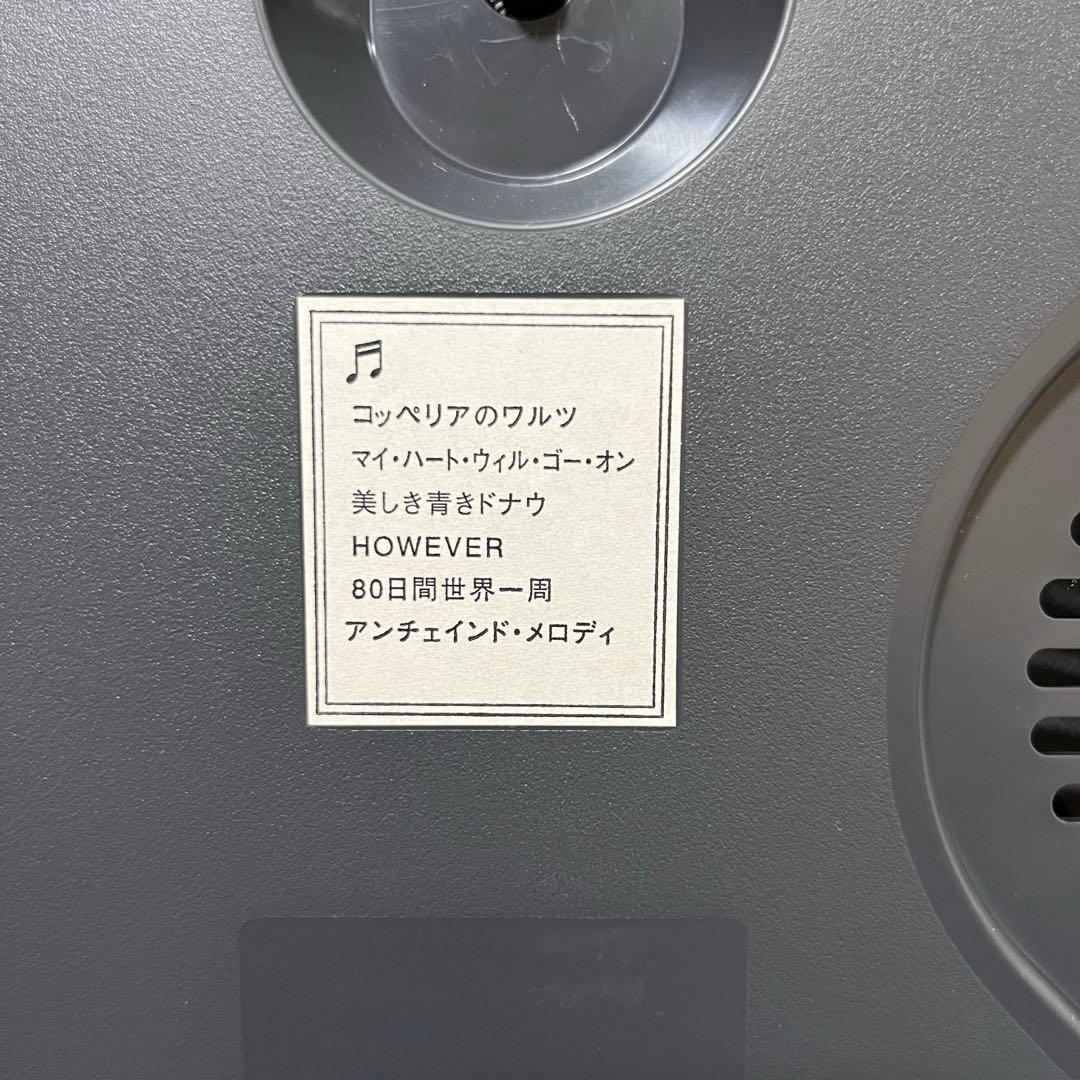 コッペリアのワルツ
マイ・ハート・ウィル・ゴー・オン
美しき青きドナウ
HOWEVER
80日間世界一周
アンチェインド・メロディ